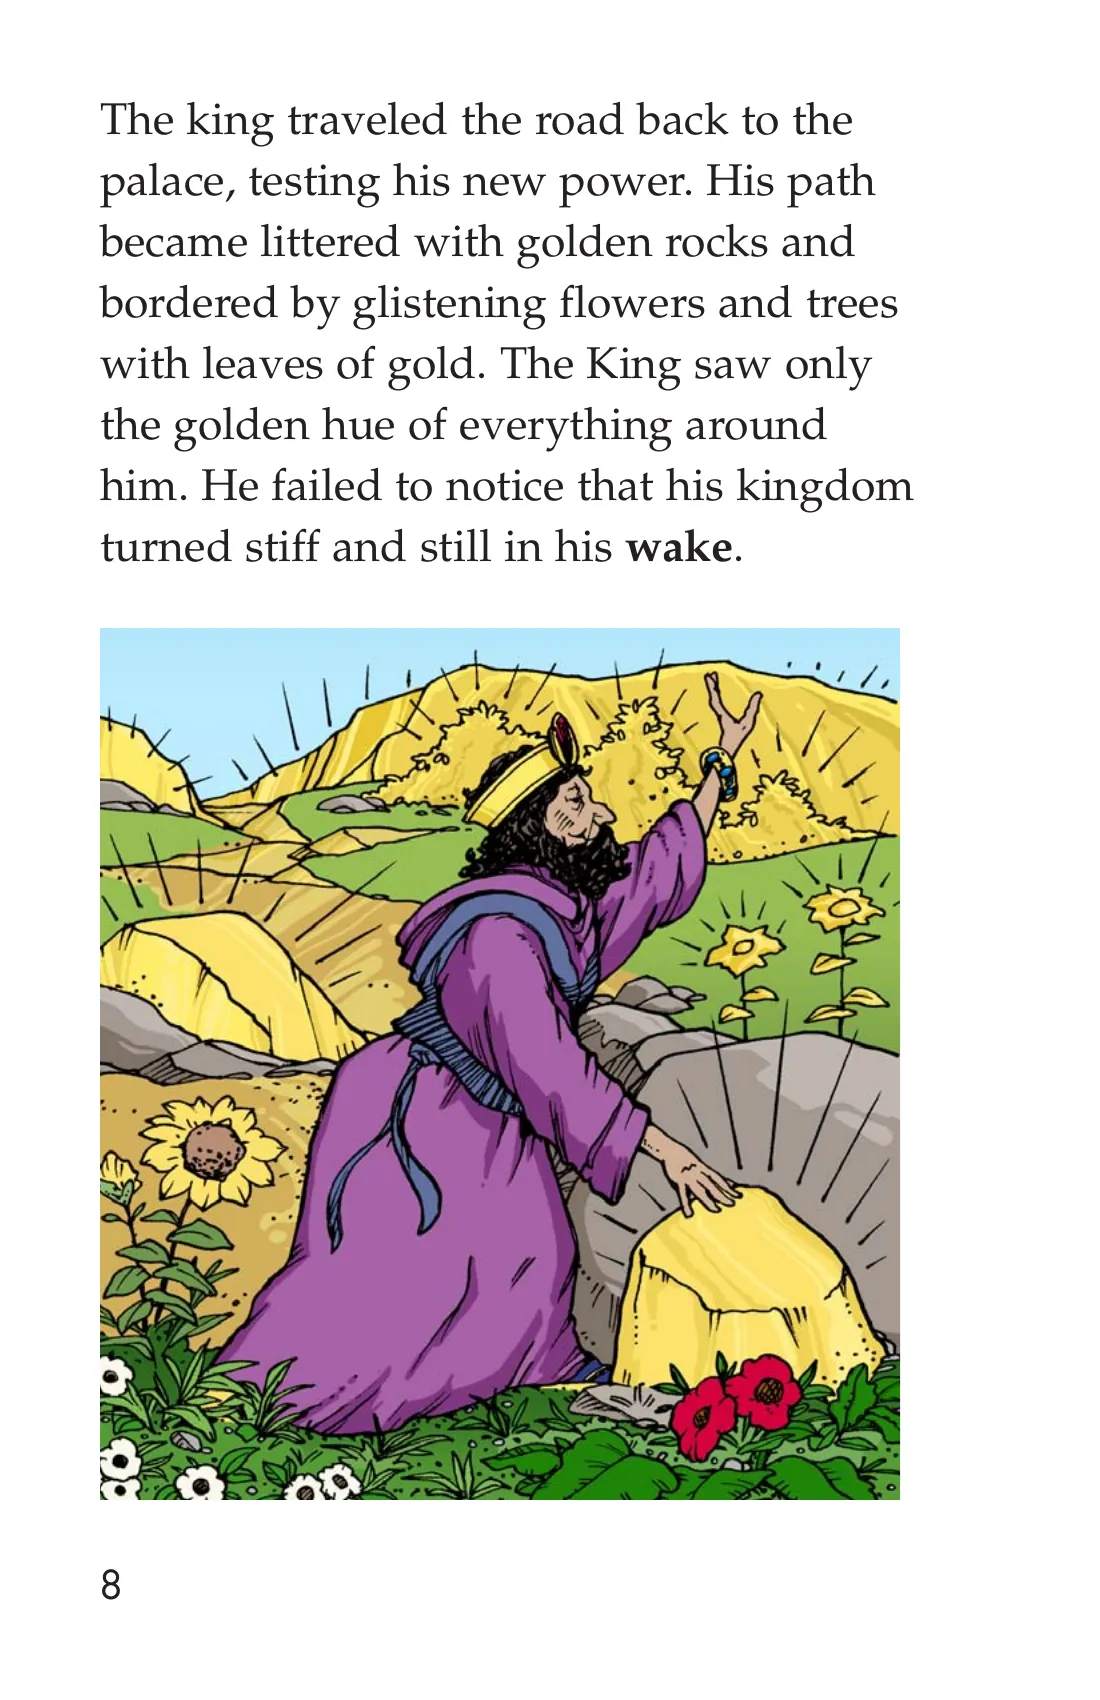 The king traveled the road back to the
palace, testing his new power. His path
became littered with golden rocks and
bordered by glistening flowers and trees
with leaves of gold. The King saw only
the golden hue of everything around
him. He failed to notice that his kingdom
turned stiff and still in his wake.
8